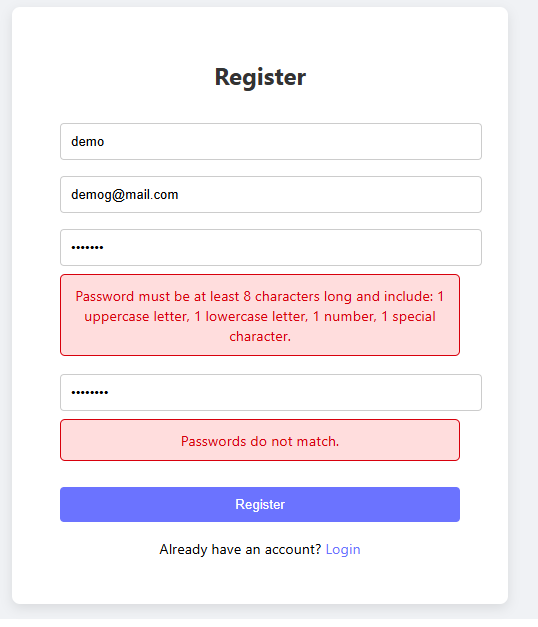 Register
demo
demog@mail.com
•••••••
Password must be at least 8 characters long and include: 1
uppercase letter, 1 lowercase letter, 1 number, 1 special
character.
••••••••
Passwords do not match.
Register
Already have an account? Login